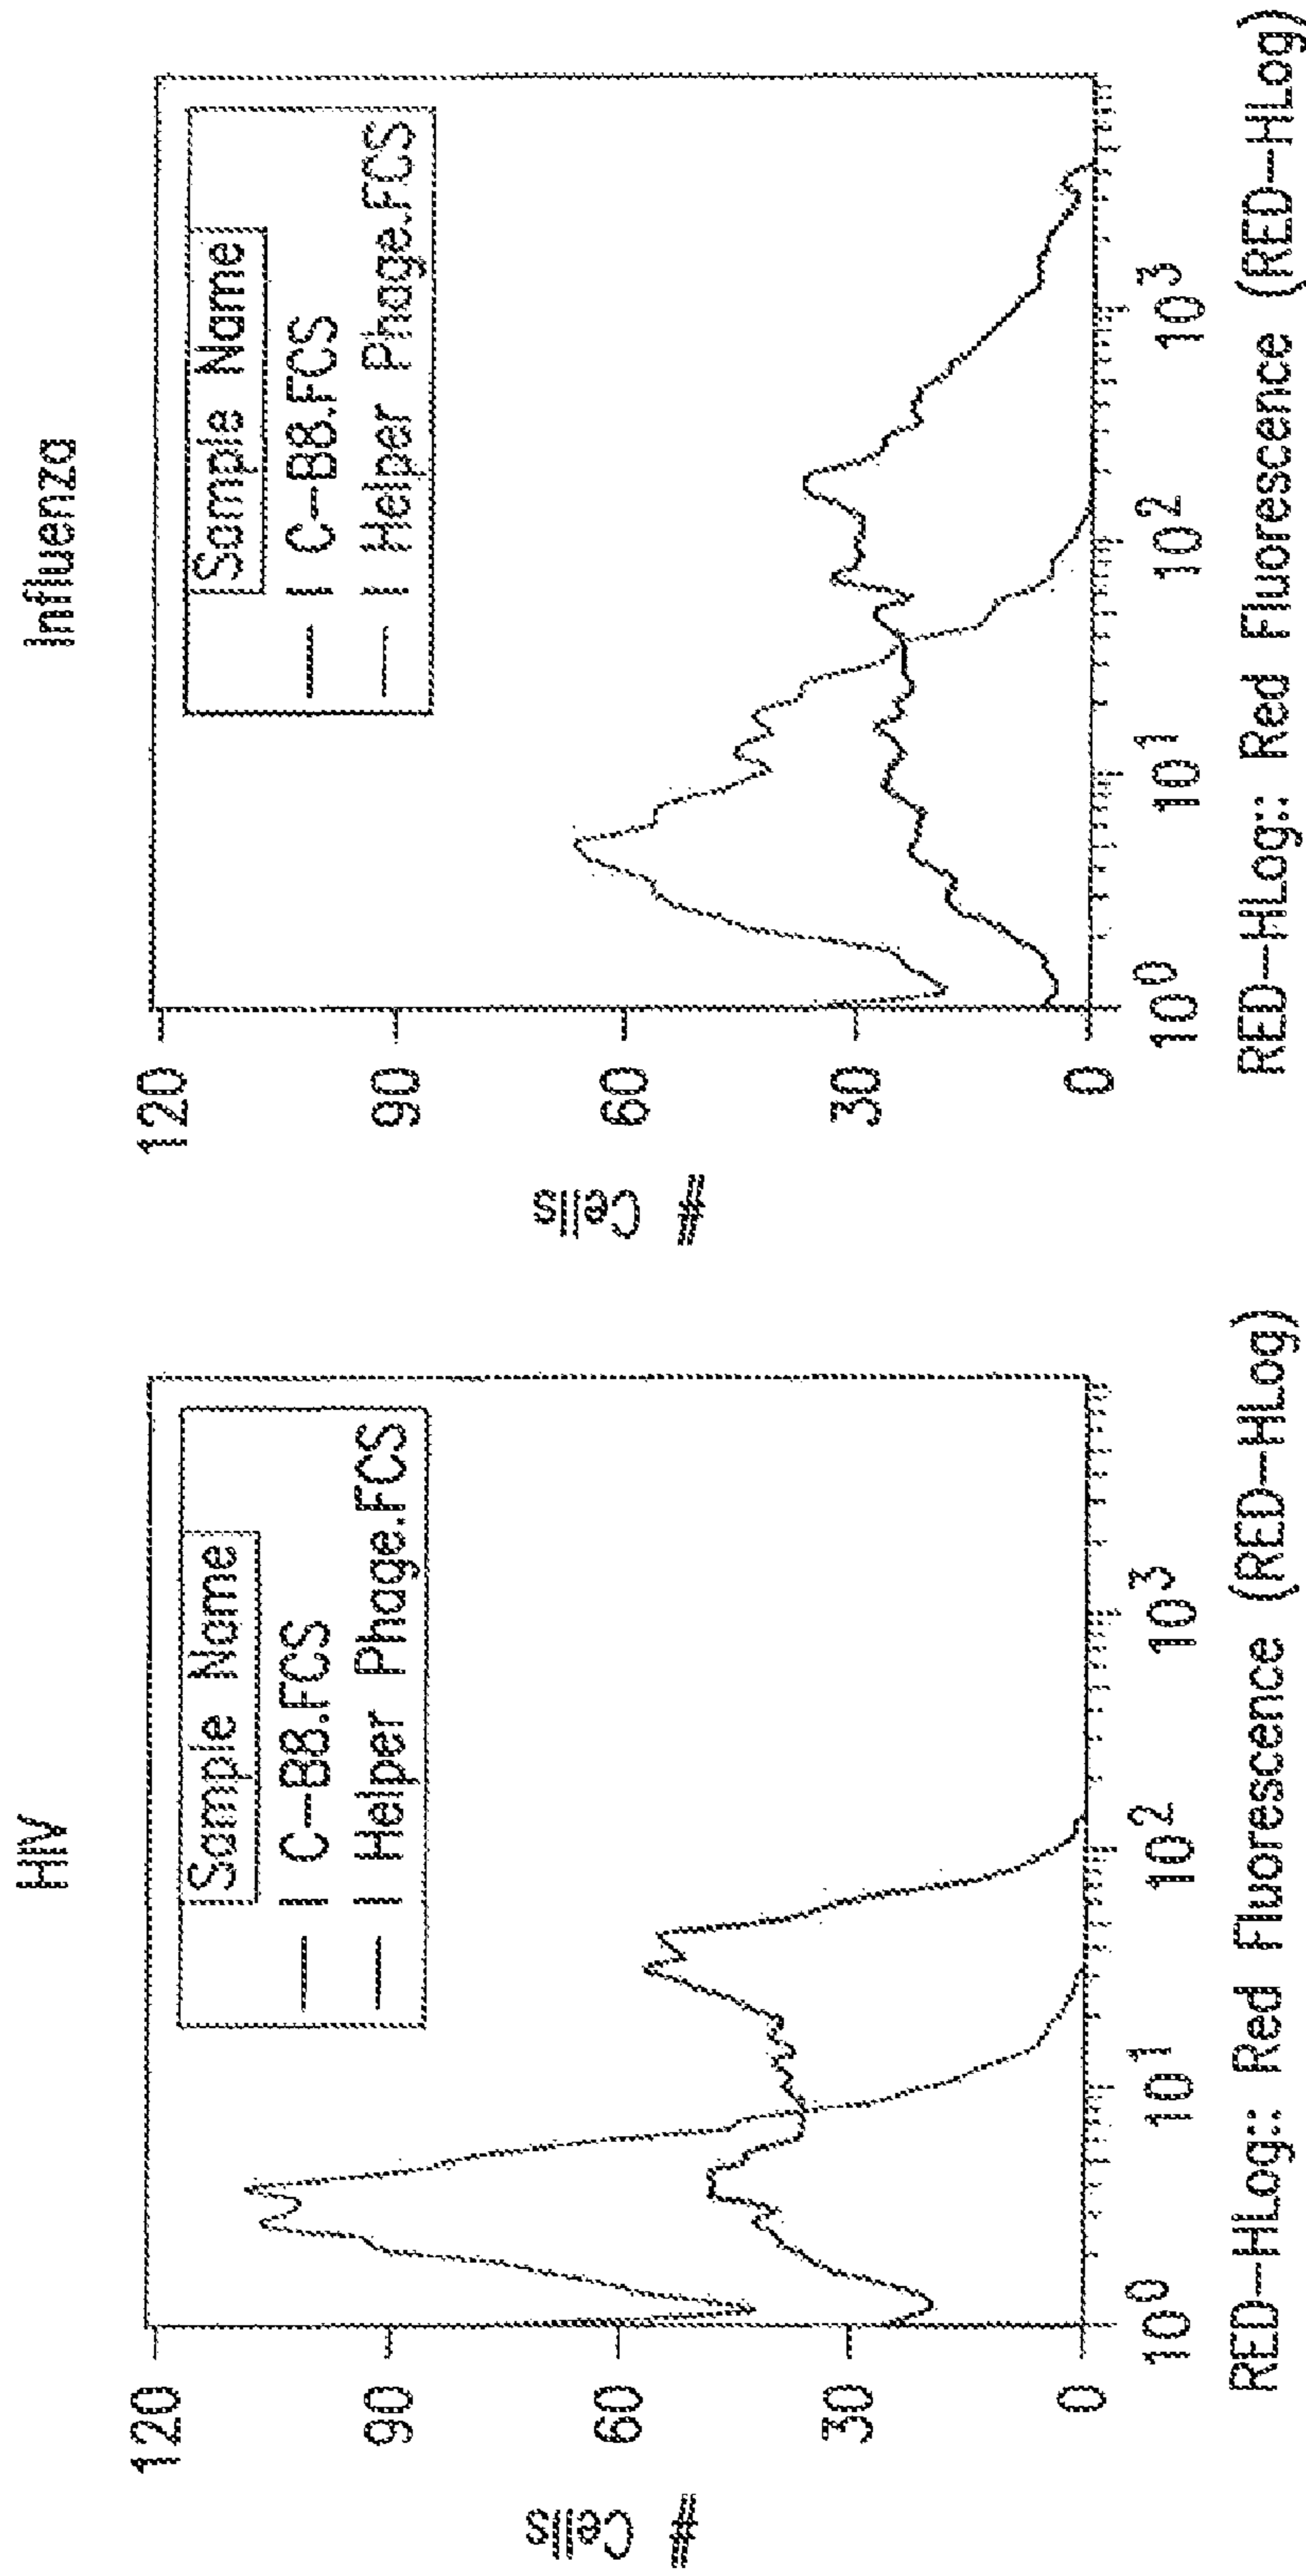 HIV
Sample Name
C-B8.FCS
Helper Phage.FCS
120
90
60
30
0
# Cells
10^0
10^1
10^2
10^3
RED-HLog:: Red Fluorescence (RED-HLog)
Influenza
Sample Name
C-B8.FCS
Helper Phage.FCS
120
90
60
30
0
# Cells
10^0
10^1
10^2
10^3
RED-HLog:: Red Fluorescence (RED-HLog)